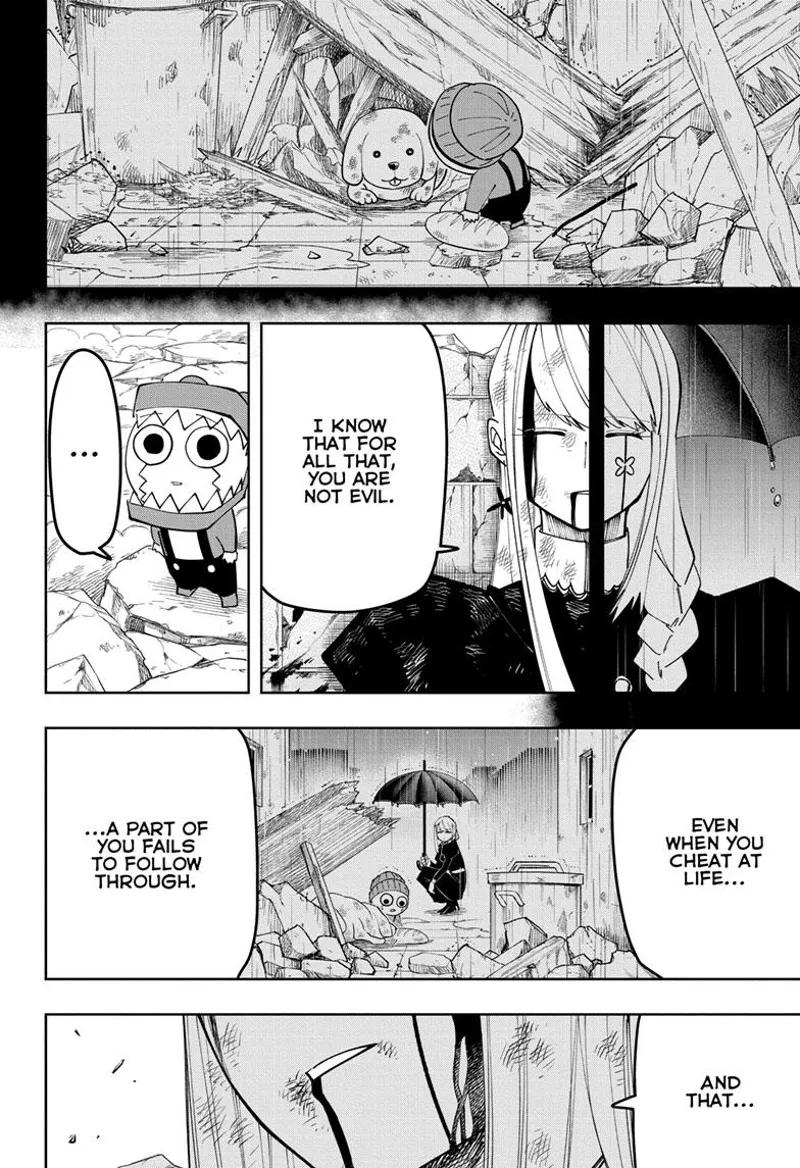 I KNOW
THAT FOR
ALL THAT,
YOU ARE
NOT EVIL.
...
EVEN
WHEN YOU
CHEAT AT
LIFE...
...A PART OF
YOU FAILS
TO FOLLOW
THROUGH.
AND
THAT...